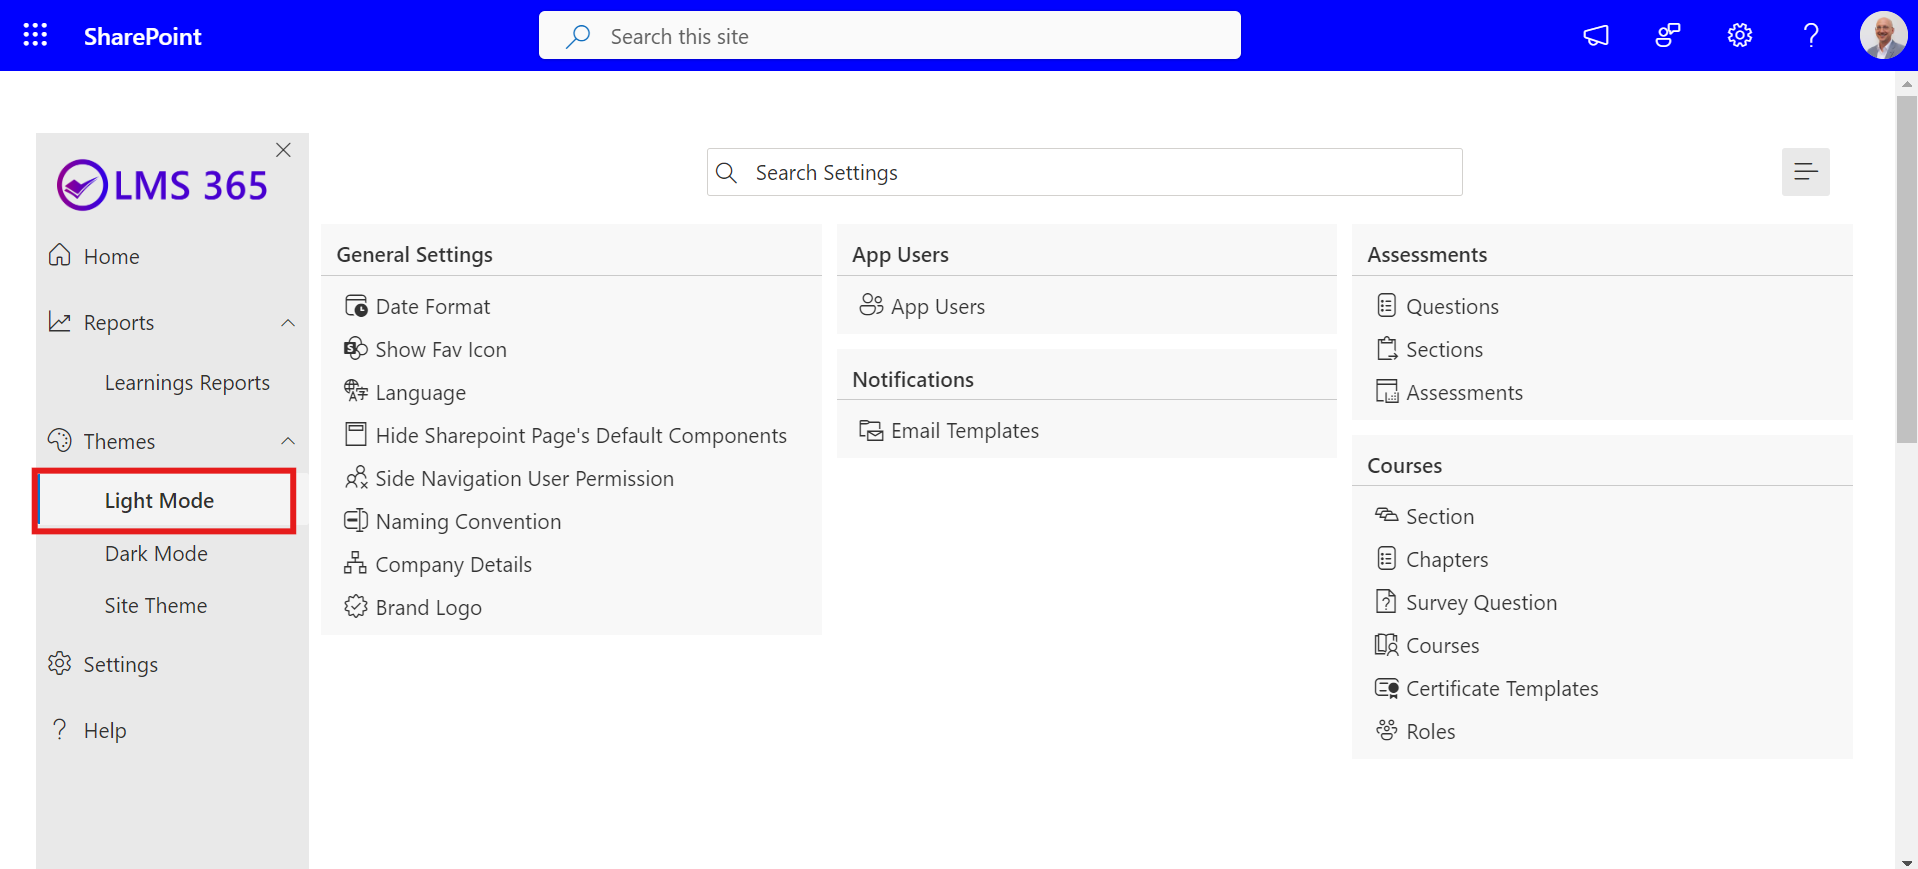 SharePoint
Search this site
LMS 365
Home
Reports
Learnings Reports
Themes
Light Mode
Dark Mode
Site Theme
Settings
Help
Search Settings
General Settings
Date Format
Show Fav Icon
Language
Hide Sharepoint Page's Default Components
Side Navigation User Permission
Naming Convention
Company Details
Brand Logo
App Users
App Users
Notifications
Email Templates
Assessments
Questions
Sections
Assessments
Courses
Section
Chapters
Survey Question
Courses
Certificate Templates
Roles